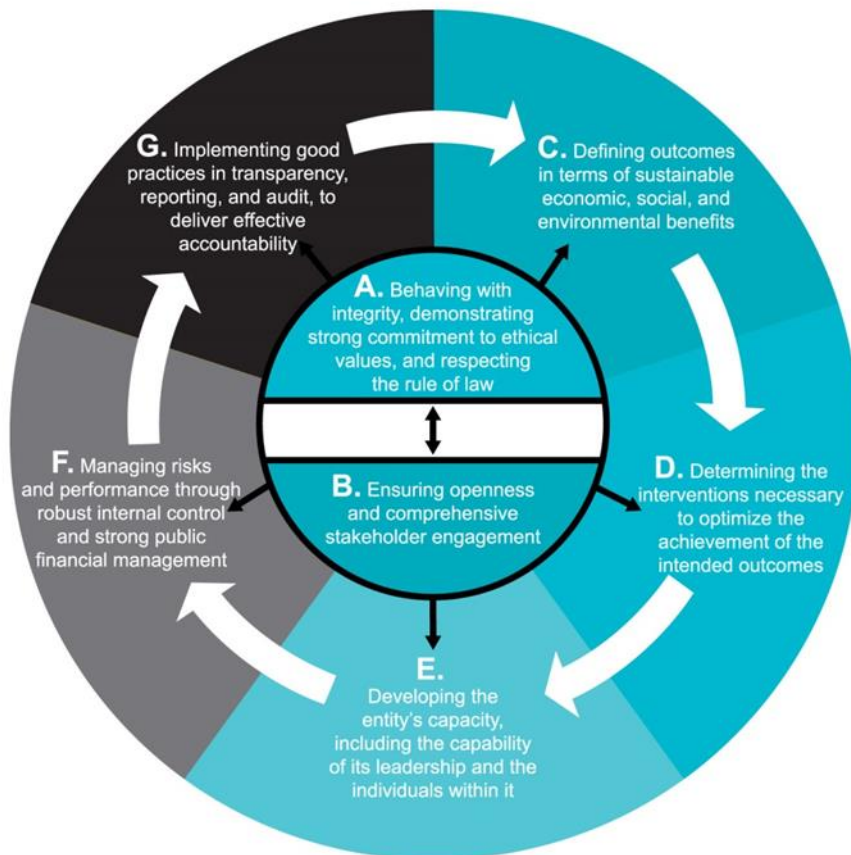 G. Implementing good
practices in transparency,
reporting, and audit, to
deliver effective
accountability
C. Defining outcomes
in terms of sustainable
economic, social, and
environmental benefits
A. Behaving with
integrity, demonstrating
strong commitment to ethical
values, and respecting
the rule of law
F. Managing risks
and performance through
robust internal control
and strong public
financial management
B. Ensuring openness
and comprehensive
stakeholder engagement
D. Determining the
interventions necessary
to optimize the
achievement of the
intended outcomes
E.
Developing the
entity's capacity,
including the capability
of its leadership and the
individuals within it